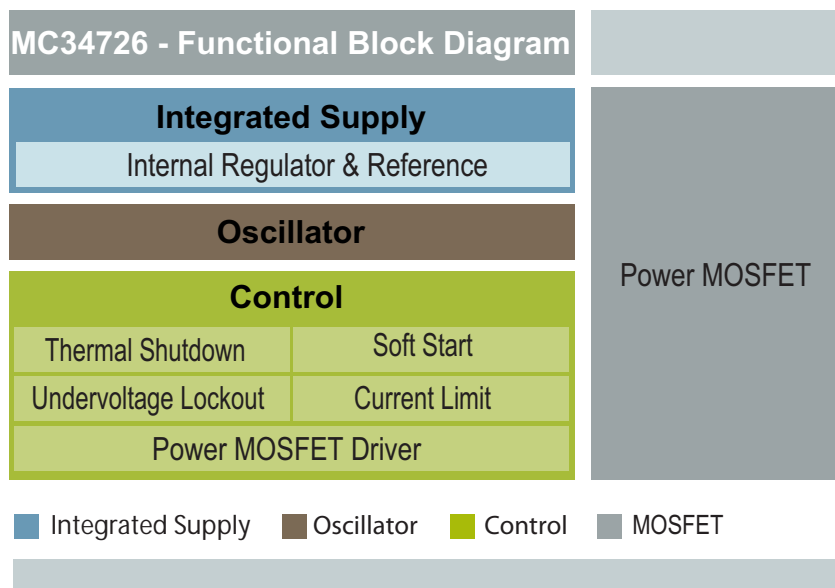 MC34726 - Functional Block Diagram
Integrated Supply
Internal Regulator & Reference
Oscillator
Control
Thermal Shutdown
Soft Start
Undervoltage Lockout
Current Limit
Power MOSFET Driver
Power MOSFET
Integrated Supply
Oscillator
Control
MOSFET